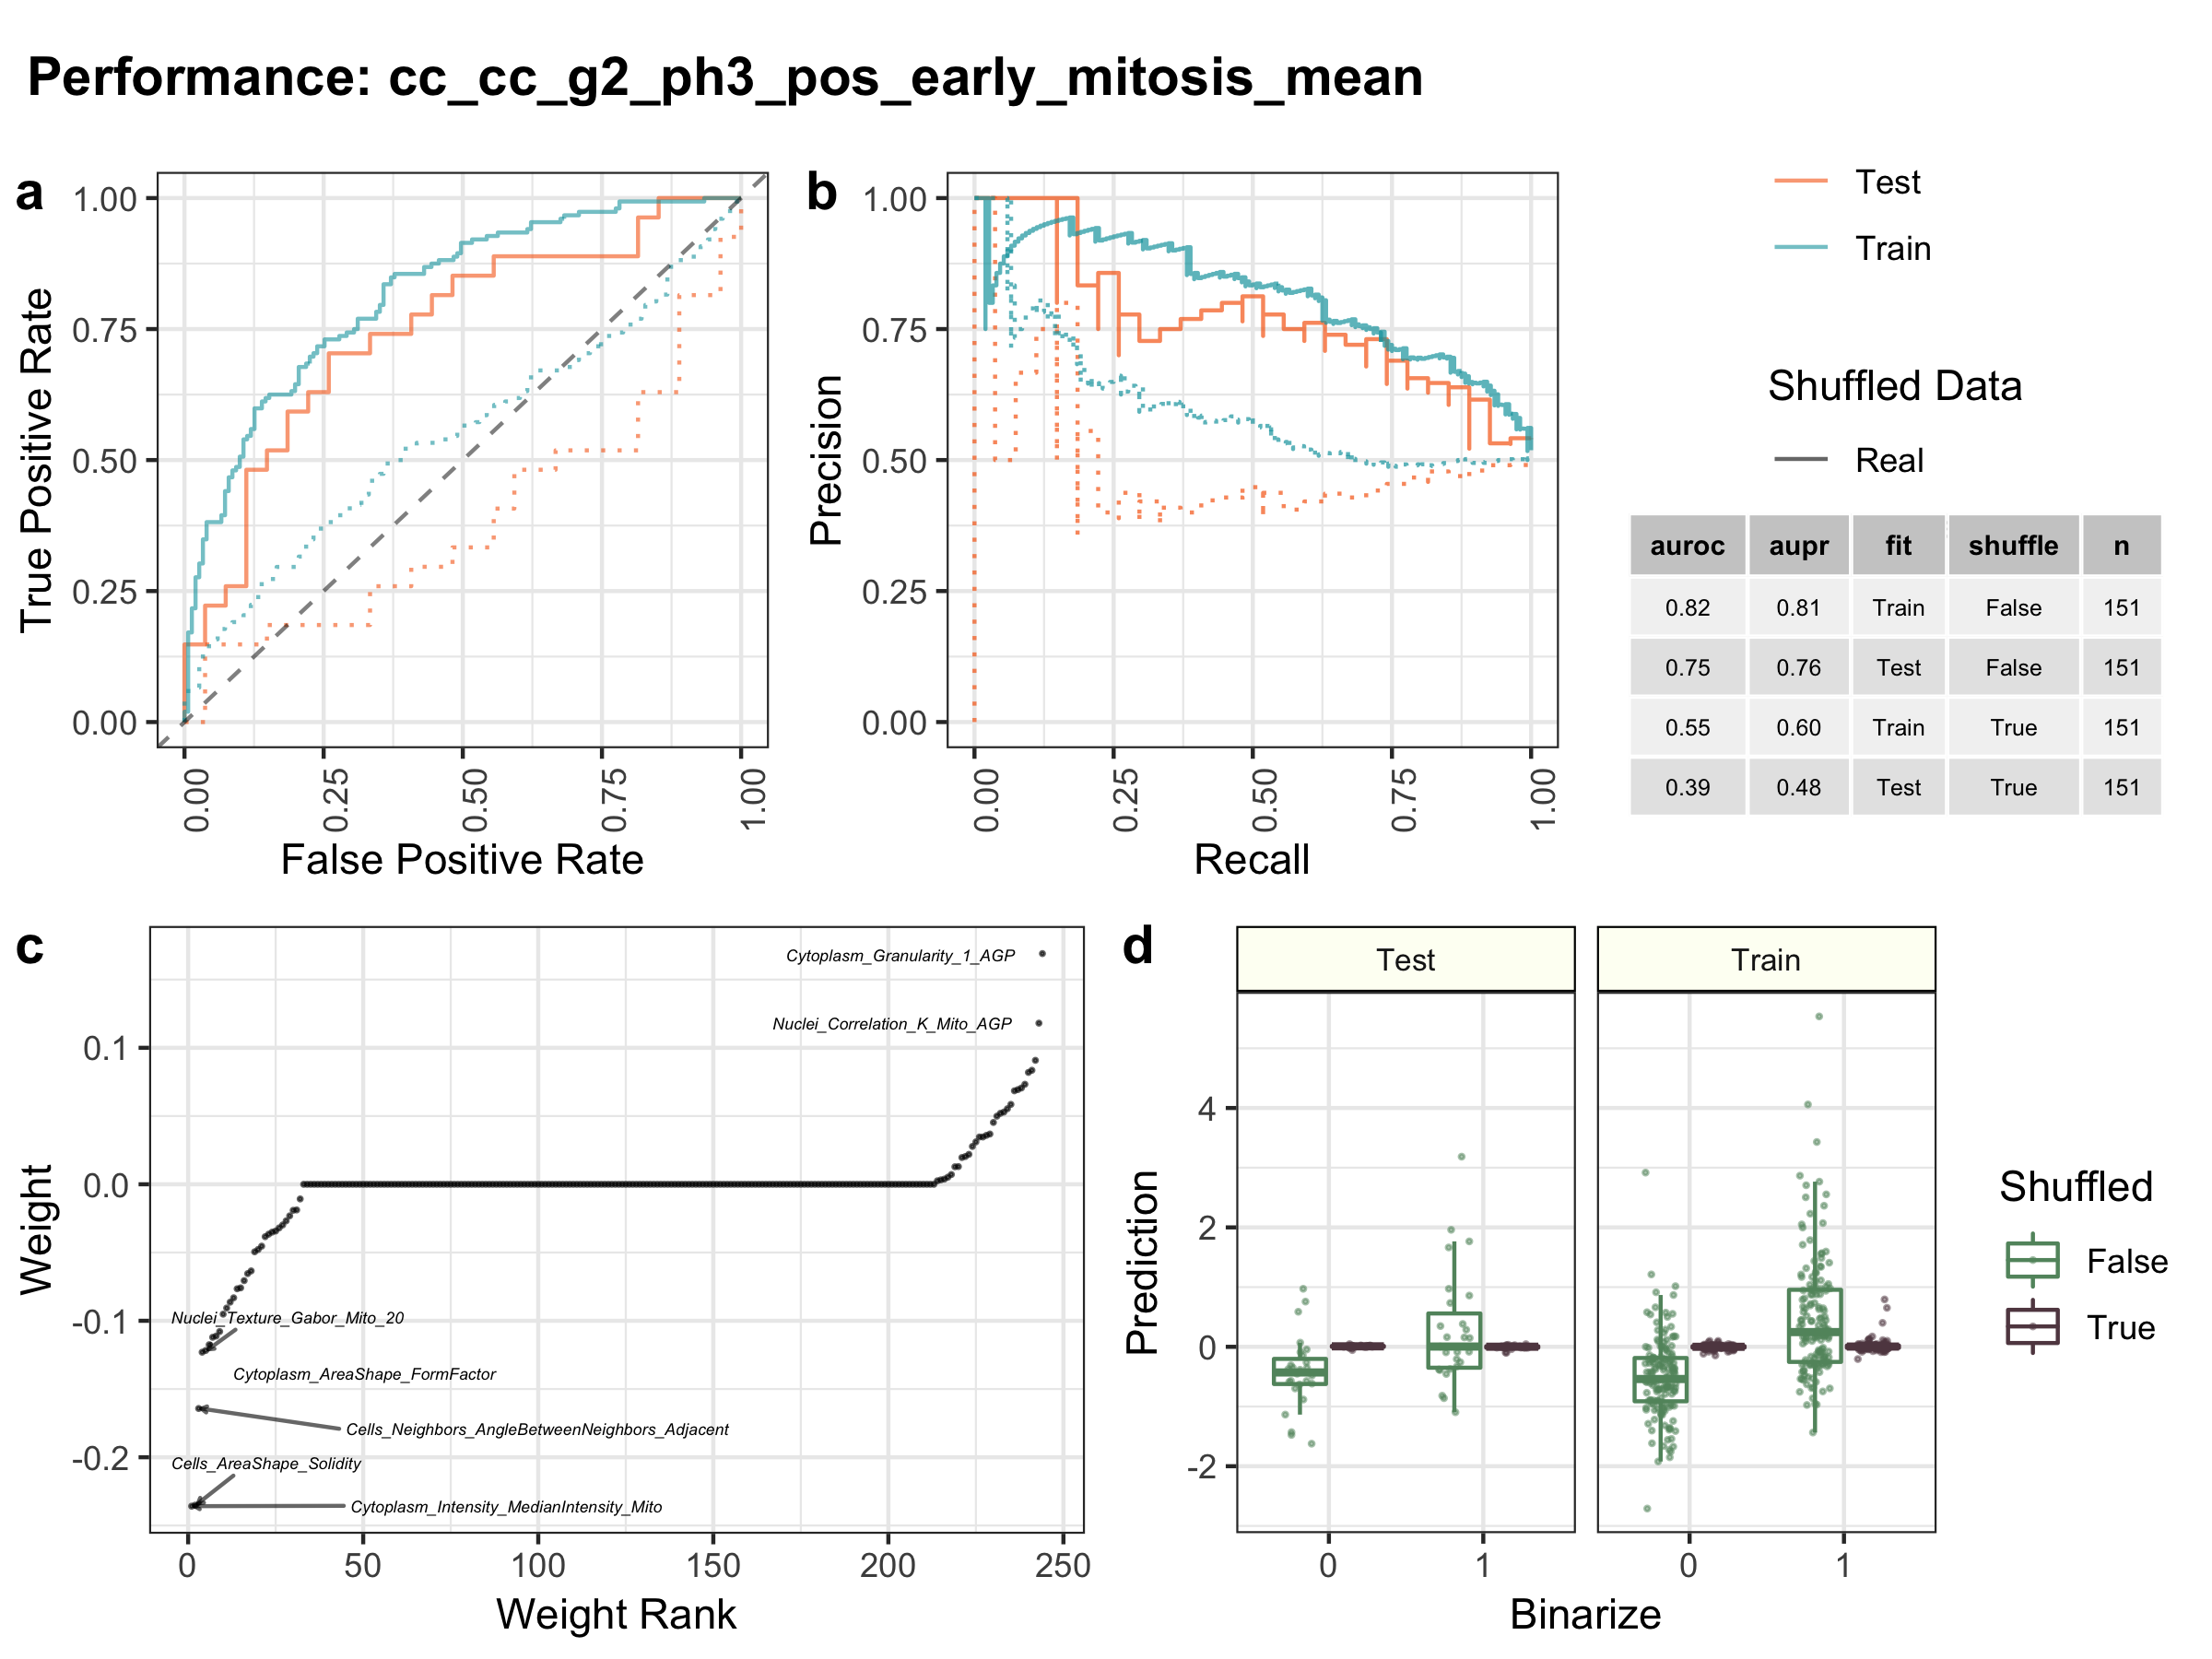 Performance: cc_cc_g2_ph3_pos_early_mitosis_mean
a
1.00
0.75
0.50
0.25
0.00
True Positive Rate
0.00
0.25
0.50
0.75
1.00
False Positive Rate
b
1.00
0.75
0.50
0.25
0.00
Precision
0.00
0.25
0.50
0.75
1.00
Recall
Test
Train
Shuffled Data
Real
auroc aupr fit shuffle n
0.82 0.81 Train False 151
0.75 0.76 Test False 151
0.55 0.60 Train True 151
0.39 0.48 Test True 151
c
0.1
0.0
-0.1
-0.2
Weight
Cytoplasm_Granularity_1_AGP
Nuclei_Correlation_K_Mito_AGP
Nuclei_Texture_Gabor_Mito_20
Cytoplasm_AreaShape_FormFactor
Cells_Neighbors_AngleBetweenNeighbors_Adjacent
Cells_AreaShape_Solidity
Cytoplasm_Intensity_MedianIntensity_Mito
0
50
100
150
200
250
Weight Rank
d
Test
Train
4
2
0
-2
Prediction
0
1
0
1
Binarize
Shuffled
False
True